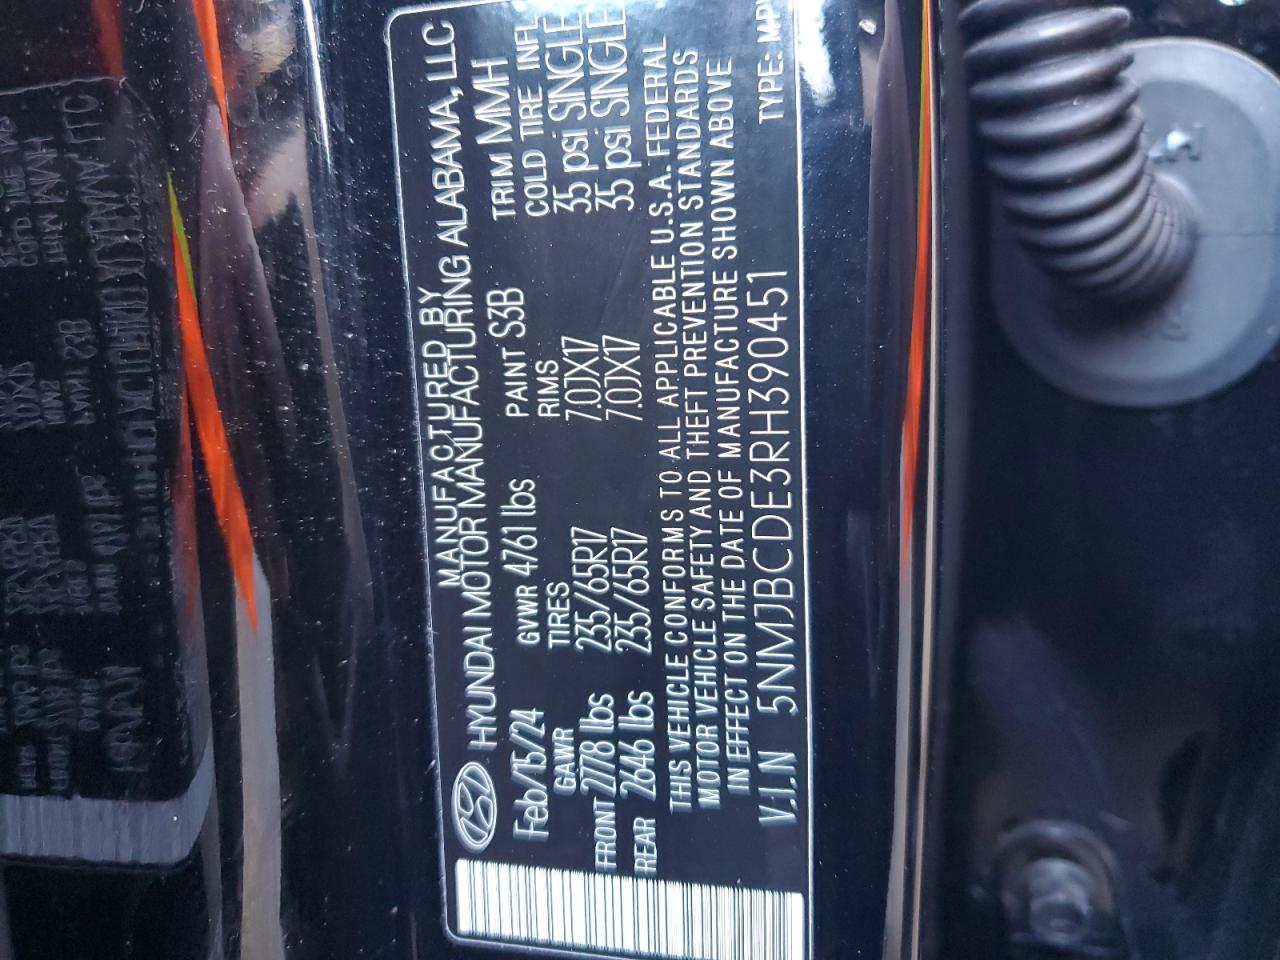 MANUFACTURED BY
HYUNDAI MOTOR MANUFACTURING ALABAMA, LLC
Feb/15/24 GVWR 4761 lbs PAINT S3B TRIM MMH
GAWR TIRES RIMS COLD TIRE INFL
FRONT 2778 lbs 235/65R17 7.0JX17 35 psi SINGLE
REAR 2646 lbs 235/65R17 7.0JX17 35 psi SINGLE
THIS VEHICLE CONFORMS TO ALL APPLICABLE U.S.A. FEDERAL
MOTOR VEHICLE SAFETY AND THEFT PREVENTION STANDARDS
IN EFFECT ON THE DATE OF MANUFACTURE SHOWN ABOVE
V.I.N 5NMJBCDE3RH390451 TYPE: MPV